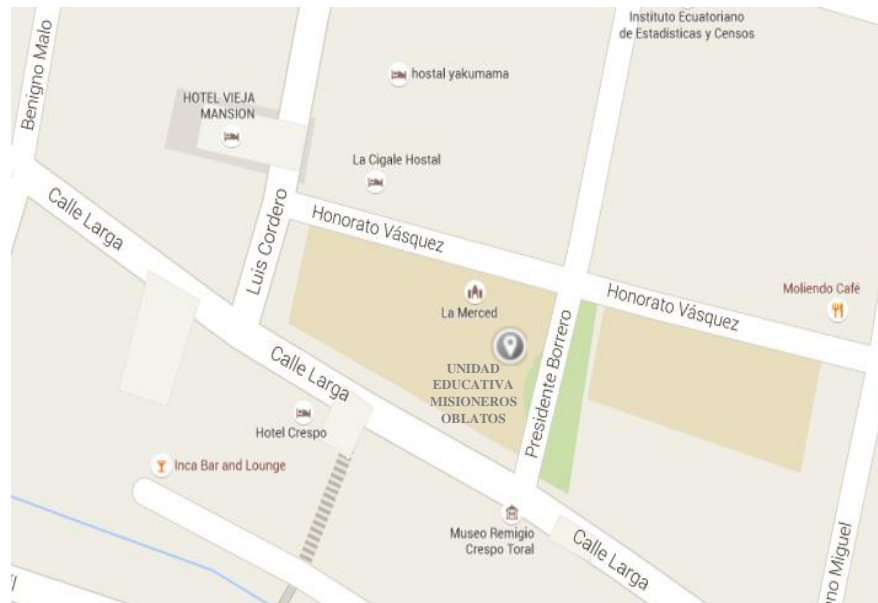 Instituto Ecuatoriano
de Estadísticas y Censos
Benigno Malo
hostal yakumama
HOTEL VIEJA
MANSION
La Cigale Hostal
Calle Larga
Luis Cordero
Honorato Vásquez
Moliendo Café
La Merced
Honorato Vásquez
UNIDAD
EDUCATIVA
MISIONEROS
OBLATOS
Presidente Borrero
Calle Larga
Hotel Crespo
Inca Bar and Lounge
Museo Remigio
Crespo Toral
Calle Larga
no Miguel